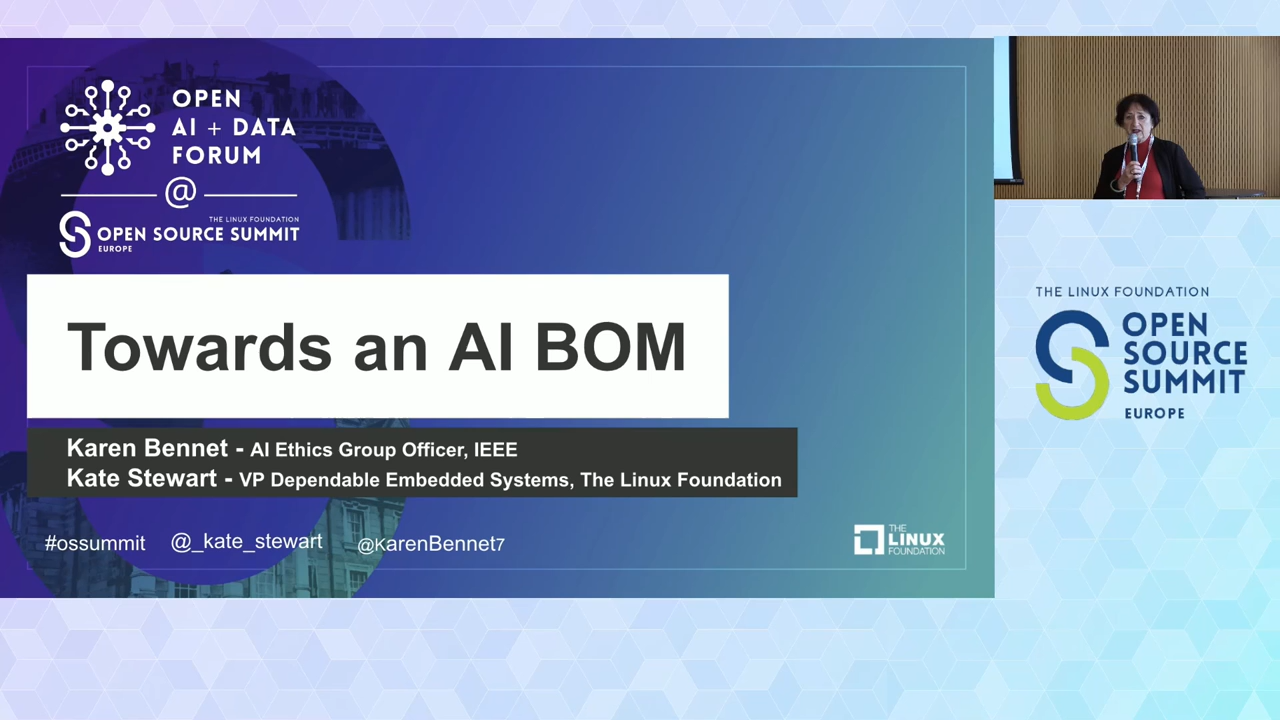 OPEN
AI + DATA
FORUM
@
THE LINUX FOUNDATION
OPEN SOURCE SUMMIT
EUROPE
Towards an AI BOM
Karen Bennet - AI Ethics Group Officer, IEEE
Kate Stewart - VP Dependable Embedded Systems, The Linux Foundation
#ossummit @_kate_stewart @KarenBennet7
THE
LINUX
FOUNDATION
THE LINUX FOUNDATION
OPEN
SOURCE
SUMMIT
EUROPE